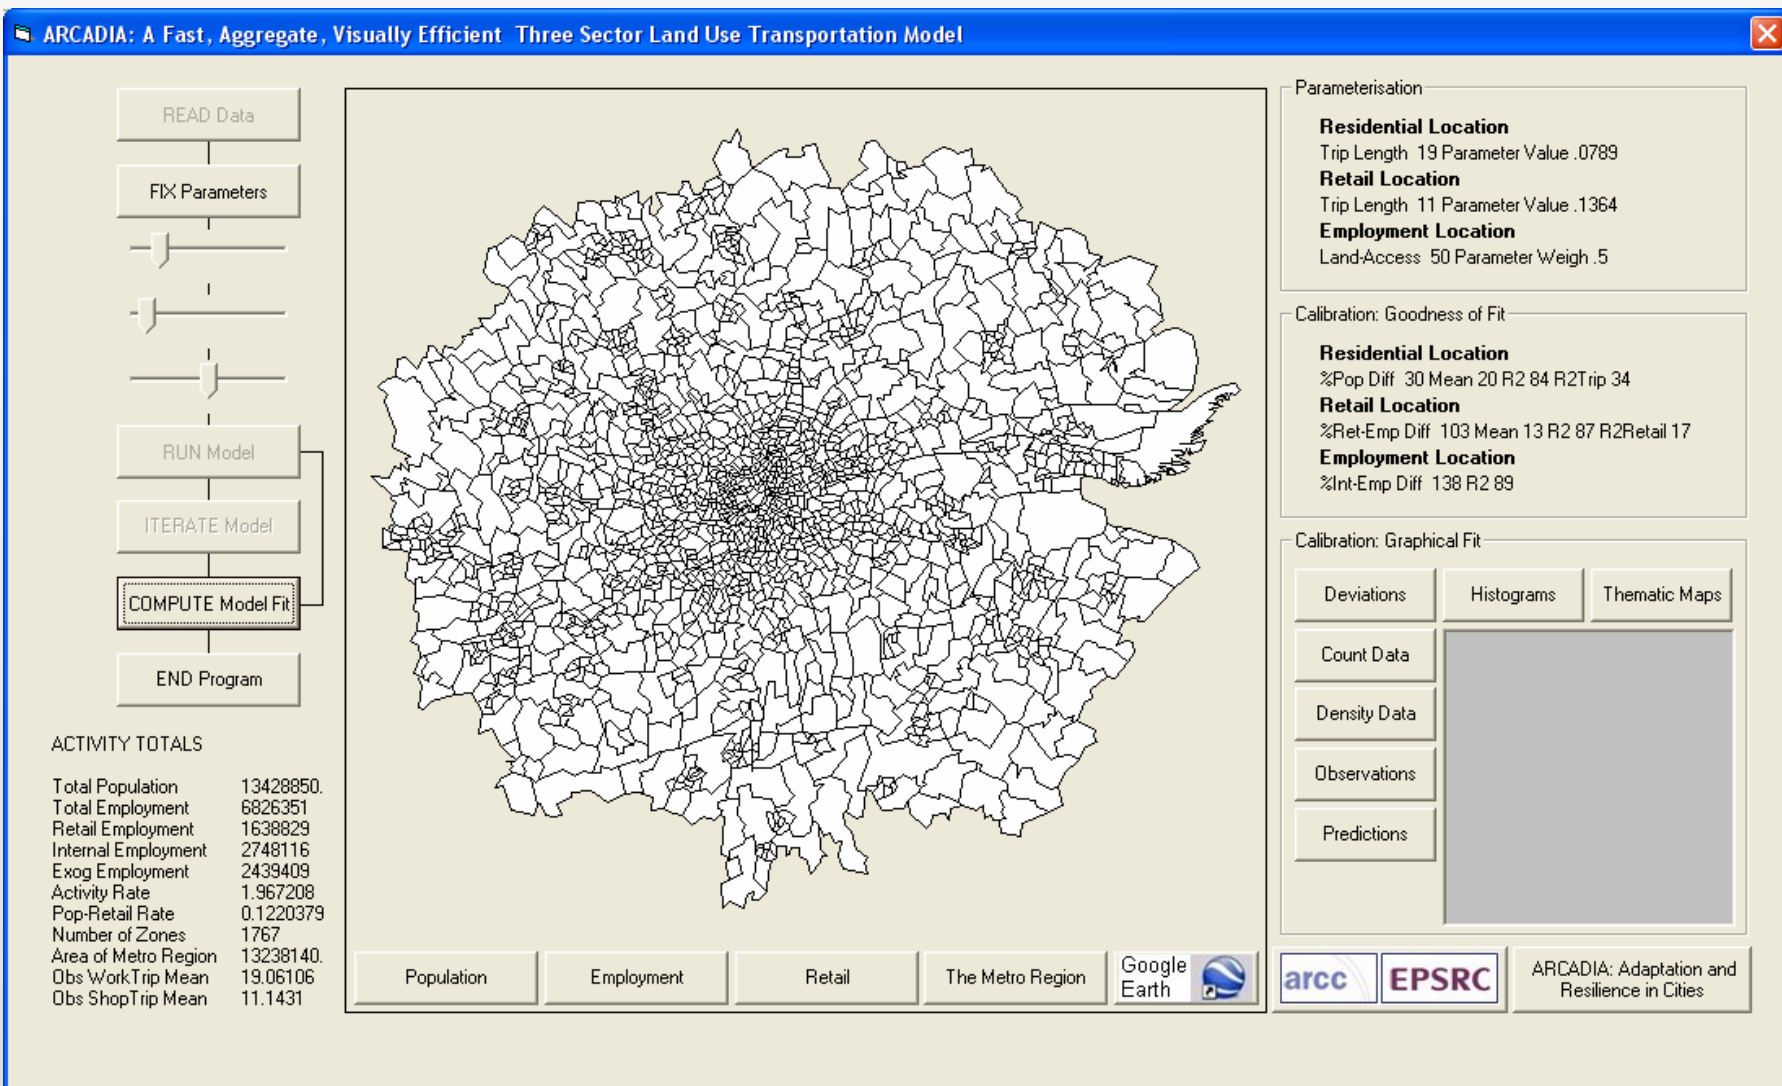 ARCADIA: A Fast, Aggregate, Visually Efficient Three Sector Land Use Transportation Model
READ Data
FIX Parameters
RUN Model
ITERATE Model
COMPUTE Model Fit
END Program
ACTIVITY TOTALS
Total Population 13428850.
Total Employment 6826351
Retail Employment 1638829
Internal Employment 2748116
Exog Employment 2439409
Activity Rate 1.967208
Pop-Retail Rate 0.1220379
Number of Zones 1767
Area of Metro Region 13238140.
Obs WorkTrip Mean 19.06106
Obs ShopTrip Mean 11.1431
Population
Employment
Retail
The Metro Region
Google
Earth
Parameterisation
Residential Location
Trip Length 19 Parameter Value .0789
Retail Location
Trip Length 11 Parameter Value .1364
Employment Location
Land-Access 50 Parameter Weigh .5
Calibration: Goodness of Fit
Residential Location
%Pop Diff 30 Mean 20 R2 84 R2Trip 34
Retail Location
%Ret-Emp Diff 103 Mean 13 R2 87 R2Retail 17
Employment Location
%Int-Emp Diff 138 R2 89
Calibration: Graphical Fit
Deviations
Histograms
Thematic Maps
Count Data
Density Data
Observations
Predictions
arcc
EPSRC
ARCADIA: Adaptation and
Resilience in Cities